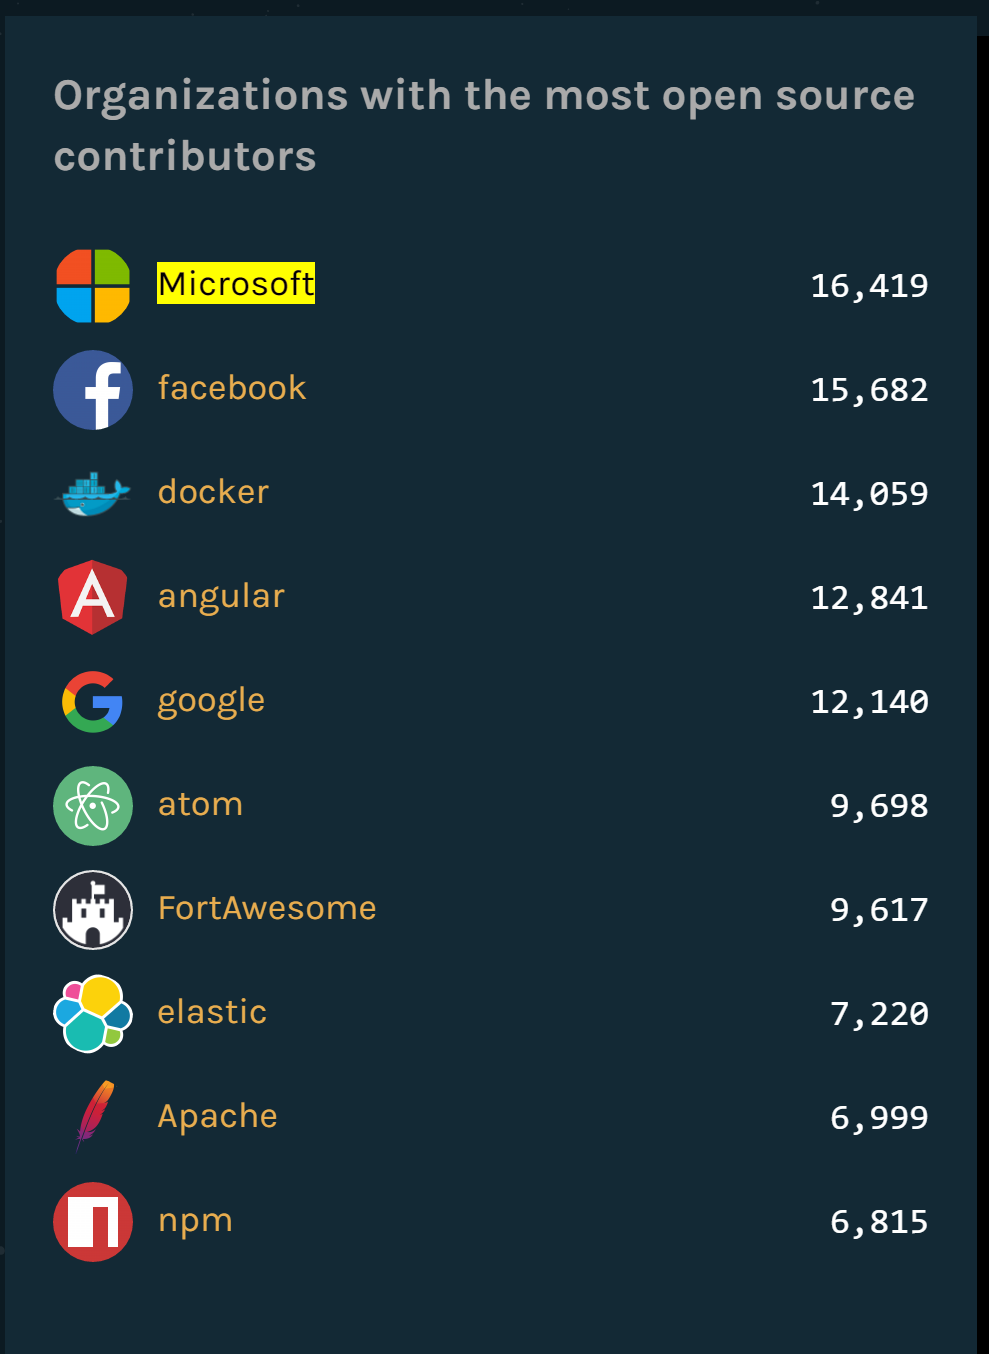 Organizations with the most open source
contributors
Microsoft 16,419
facebook 15,682
docker 14,059
angular 12,841
google 12,140
atom 9,698
FortAwesome 9,617
elastic 7,220
Apache 6,999
npm 6,815